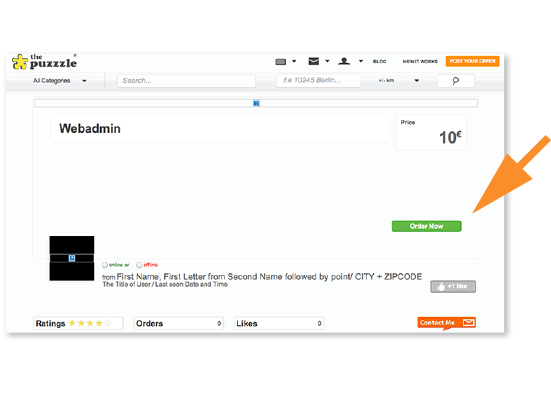 the
puzzzle
BLOG
HOW IT WORKS
POST YOUR OFFER
All Categories
Search...
f.e 10245 Berlin...
+/- km
Webadmin
Price
10€
Order Now
online or
offline
from First Name, First Letter from Second Name followed by point/ CITY + ZIPCODE
The Title of User / Last seen Date and Time
+1 like
Ratings
Orders 0
Likes 0
Contact Me